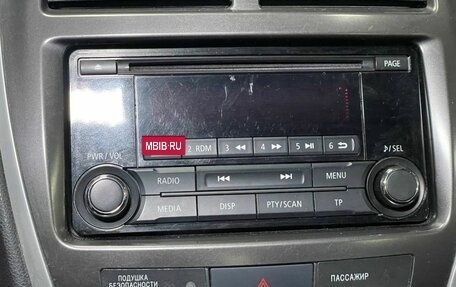 PAGE
MBIB-RU 2 RDM 3 4 5 6
PWR/VOL
♪/SEL
RADIO MENU
MEDIA DISP PTY/SCAN TP
ПОДУШКА
БЕЗОПАСНОСТИ
ПАССАЖИР